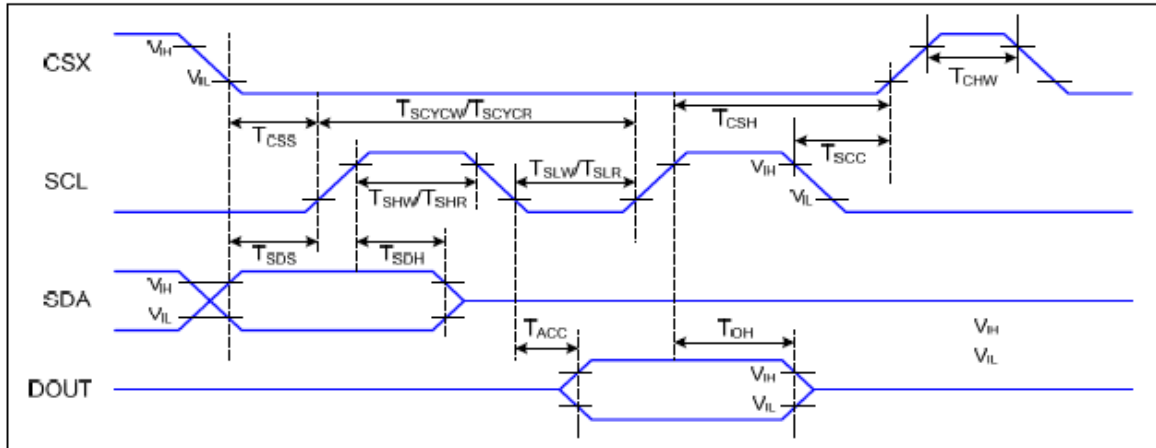 CSX
VIH
VIL
TCHW
TSCYCW/TSCYCR
TCSH
TCSS
TSCC
SCL
TSLW/TSLR
VIH
VIL
TSHW/TSHR
TSDS
TSDH
SDA
VIH
VIL
TACC
TOH
VIH
VIL
DOUT
VIH
VIL